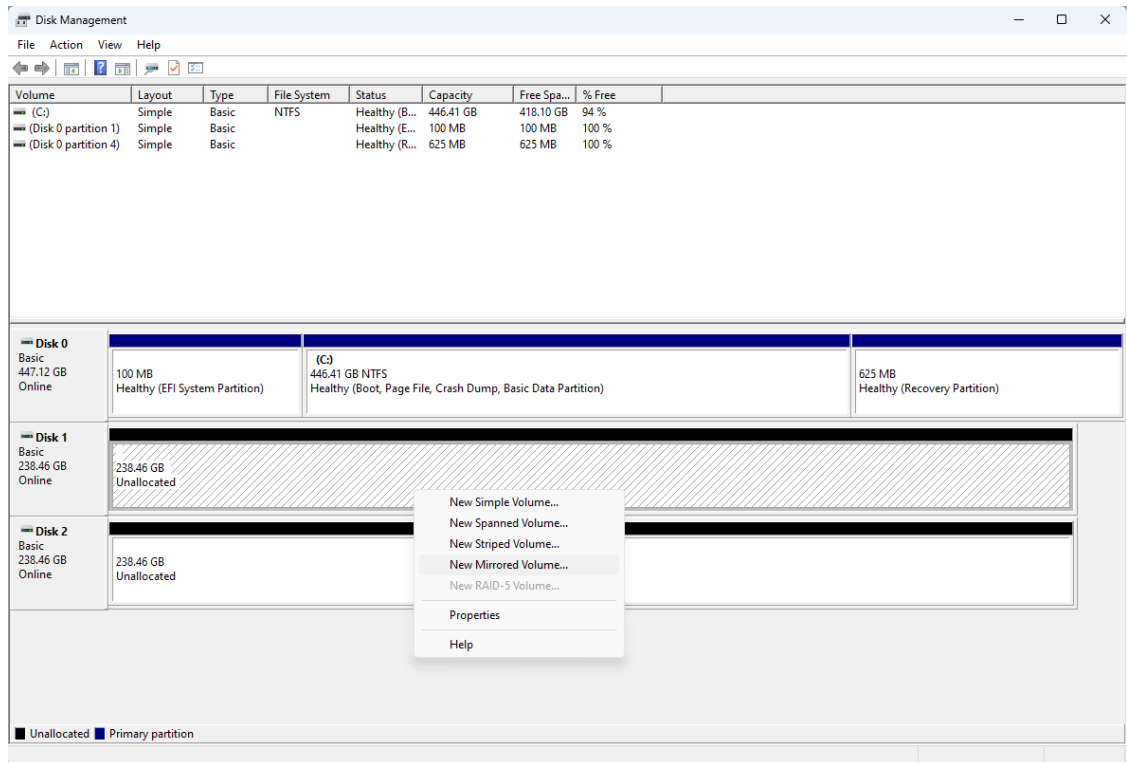 Disk Management
File Action View Help
Volume Layout Type File System Status Capacity Free Spa... % Free
(C:) Simple Basic NTFS Healthy (B... 446.41 GB 418.10 GB 94 %
(Disk 0 partition 1) Simple Basic Healthy (E... 100 MB 100 MB 100 %
(Disk 0 partition 4) Simple Basic Healthy (R... 625 MB 625 MB 100 %
Disk 0
Basic
447.12 GB
Online
100 MB
Healthy (EFI System Partition)
(C:)
446.41 GB NTFS
Healthy (Boot, Page File, Crash Dump, Basic Data Partition)
625 MB
Healthy (Recovery Partition)
Disk 1
Basic
238.46 GB
Online
238.46 GB
Unallocated
Disk 2
Basic
238.46 GB
Online
238.46 GB
Unallocated
New Simple Volume...
New Spanned Volume...
New Striped Volume...
New Mirrored Volume...
New RAID-5 Volume...
Properties
Help
Unallocated Primary partition